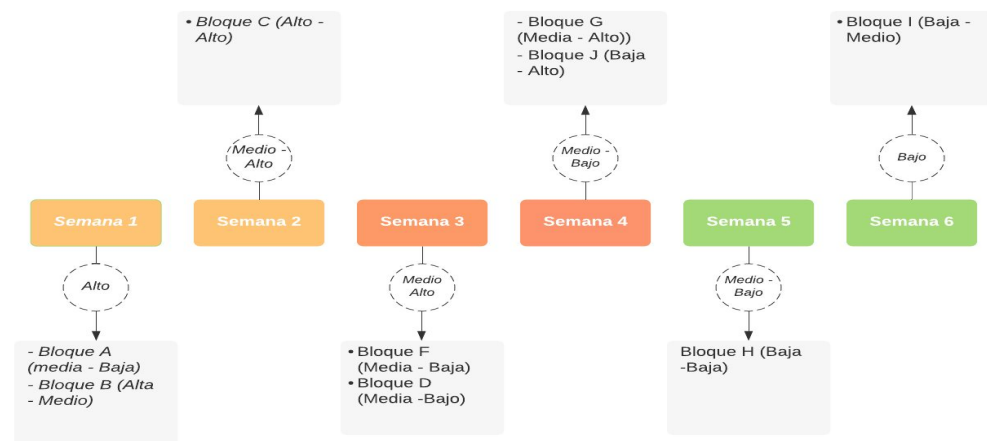 • Bloque C (Alto -
Alto)
- Bloque G
(Media - Alto))
- Bloque J (Baja
- Alto)
• Bloque I (Baja -
Medio)
Medio -
Alto
Medio -
Bajo
Bajo
Semana 1
Semana 2
Semana 3
Semana 4
Semana 5
Semana 6
Alto
Medio
Alto
Medio -
Bajo
- Bloque A
(media - Baja)
- Bloque B (Alta
- Medio)
• Bloque F
(Media - Baja)
• Bloque D
(Media -Bajo)
Bloque H (Baja
-Baja)